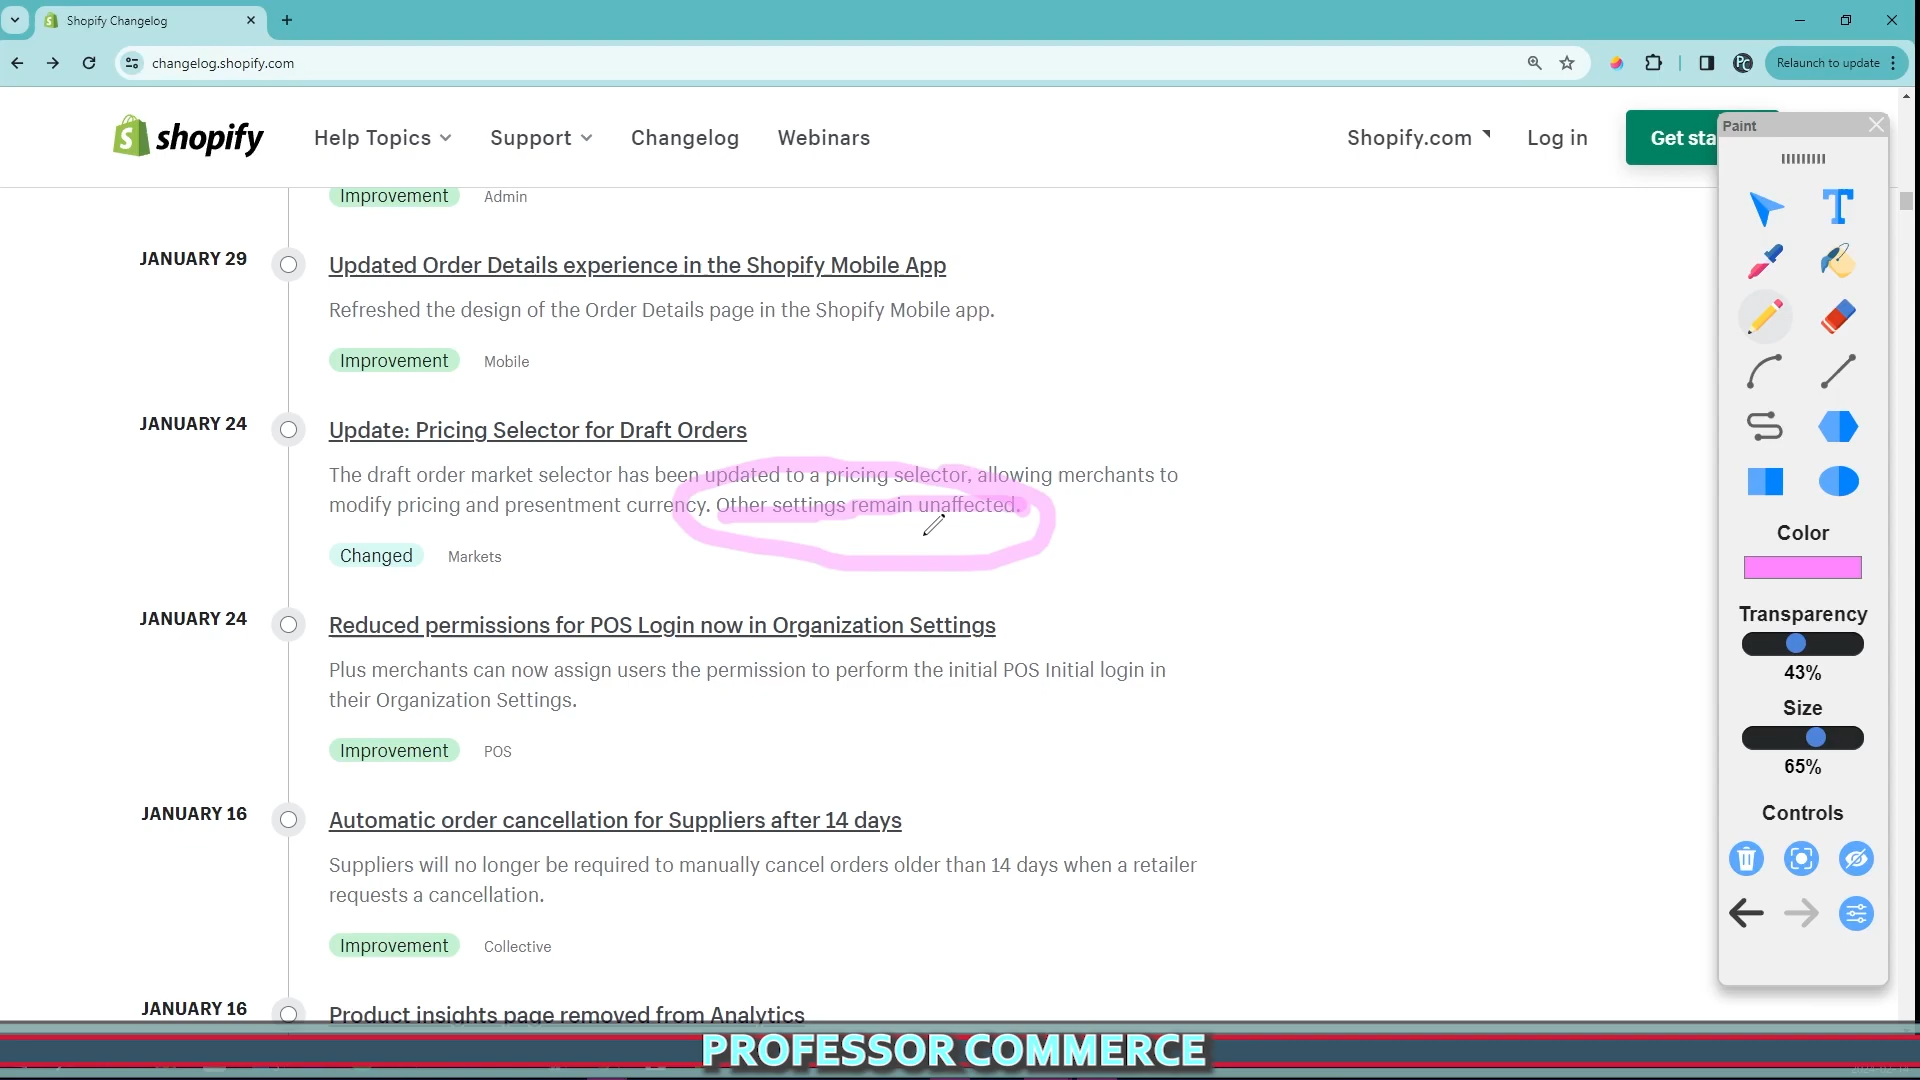 Shopify Changelog
changelog.shopify.com
Relaunch to update
shopify
Help Topics
Support
Changelog
Webinars
Shopify.com
Log in
Get sta
Paint
Improvement
Admin
JANUARY 29
Updated Order Details experience in the Shopify Mobile App
Refreshed the design of the Order Details page in the Shopify Mobile app.
Improvement
Mobile
JANUARY 24
Update: Pricing Selector for Draft Orders
The draft order market selector has been updated to a pricing selector, allowing merchants to
modify pricing and presentment currency. Other settings remain unaffected.
Changed
Markets
JANUARY 24
Reduced permissions for POS Login now in Organization Settings
Plus merchants can now assign users the permission to perform the initial POS Initial login in
their Organization Settings.
Improvement
POS
JANUARY 16
Automatic order cancellation for Suppliers after 14 days
Suppliers will no longer be required to manually cancel orders older than 14 days when a retailer
requests a cancellation.
Improvement
Collective
JANUARY 16
Product insights page removed from Analytics
Color
Transparency
43%
Size
65%
Controls
PROFESSOR COMMERCE